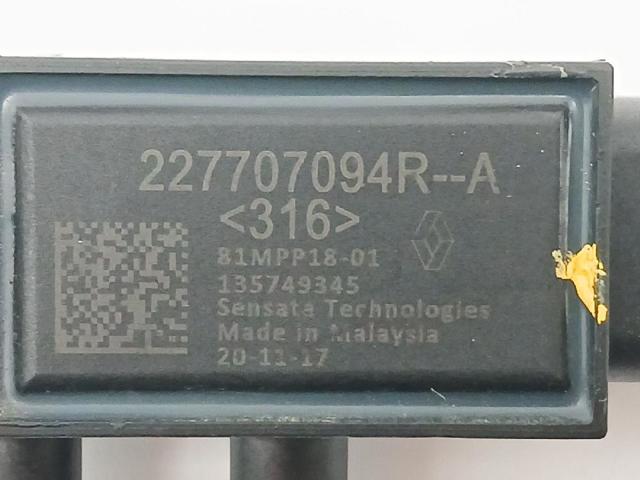 227707094R--A
<316>
81MPP18-01
135749345
Sensata Technologies
Made in Malaysia
20-11-17